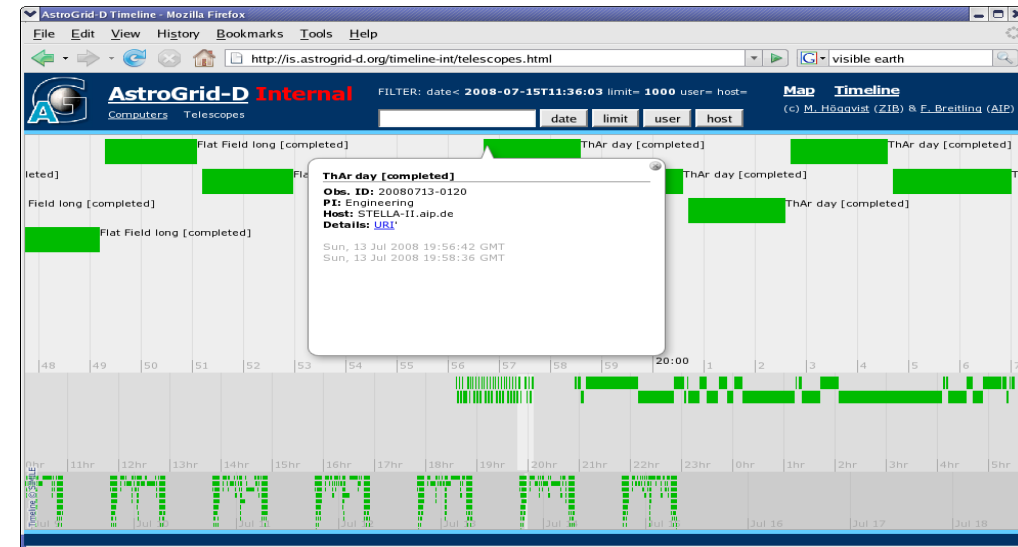 AstroGrid-D Timeline - Mozilla Firefox
File Edit View History Bookmarks Tools Help
http://is.astrogrid-d.org/timeline-int/telescopes.html
G visible earth
AG
AstroGrid-D Internal
FILTER: date< 2008-07-15T11:36:03 limit= 1000 user= host=
Map Timeline
Computers Telescopes
date limit user host
(c) M. Högqvist (ZIB) & F. Breitling (AIP)
Flat Field long [completed]
ThAr day [completed]
ThAr day [completed]
leted]
Fla
ThAr day [completed]
T
Field long [completed]
ThAr day [completed]
Flat Field long [completed]
ThAr day [completed]
Obs. ID: 20080713-0120
PI: Engineering
Host: STELLA-II.aip.de
Details: URI'
Sun, 13 Jul 2008 19:56:42 GMT
Sun, 13 Jul 2008 19:58:36 GMT
48 49 50 51 52 53 54 55 56 57 58 59 20:00 1 2 3 4 5 6 7
0hr 11hr 12hr 13hr 14hr 15hr 16hr 17hr 18hr 19hr 20hr 21hr 22hr 23hr 0hr 1hr 2hr 3hr 4hr 5hr
Timeline © SIMILE
Jul 16 Jul 17 Jul 18